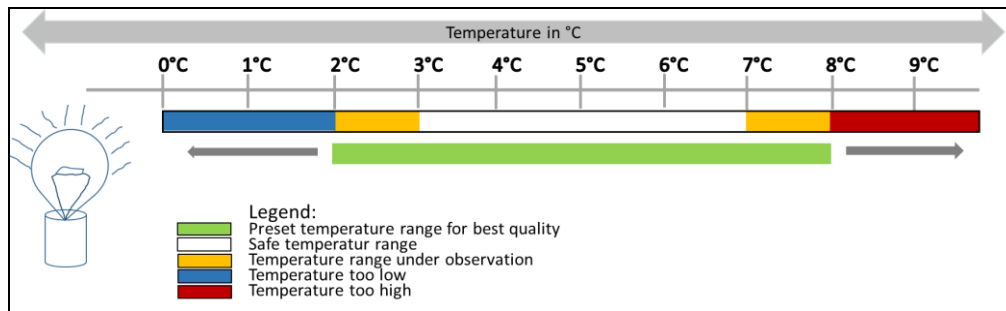 Temperature in °C
0°C 1°C 2°C 3°C 4°C 5°C 6°C 7°C 8°C 9°C
Legend:
Preset temperature range for best quality
Safe temperatur range
Temperature range under observation
Temperature too low
Temperature too high